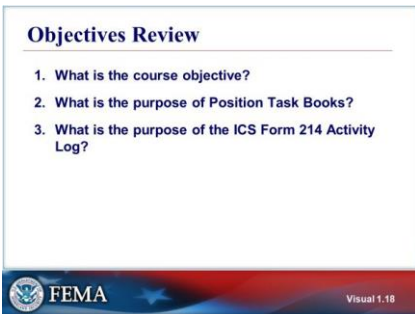 Objectives Review
1. What is the course objective?
2. What is the purpose of Position Task Books?
3. What is the purpose of the ICS Form 214 Activity
Log?
FEMA
Visual 1.18